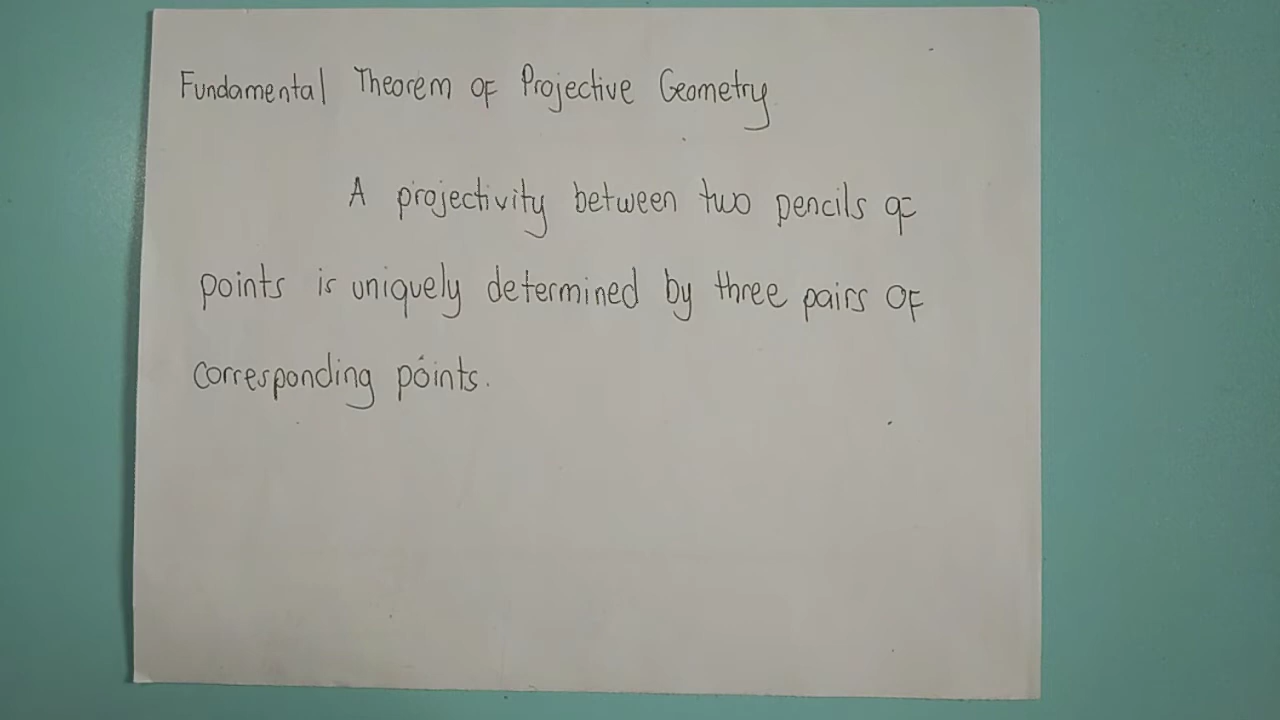 Fundamental Theorem of Projective Geometry
A projectivity between two pencils of
points is uniquely determined by three pairs of
corresponding points.